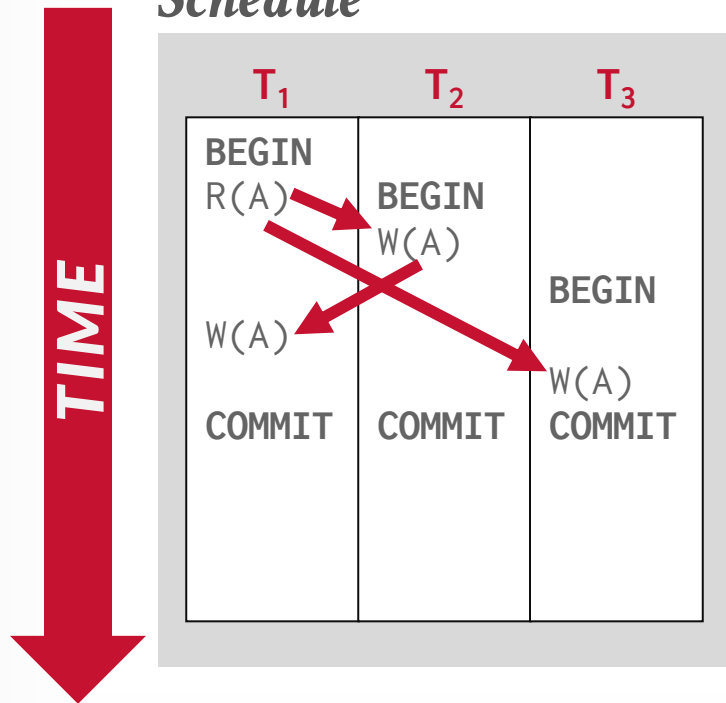 Schedule
TIME
T₁ T₂ T₃
BEGIN
R(A) BEGIN
W(A)
BEGIN
W(A)
W(A)
COMMIT COMMIT COMMIT